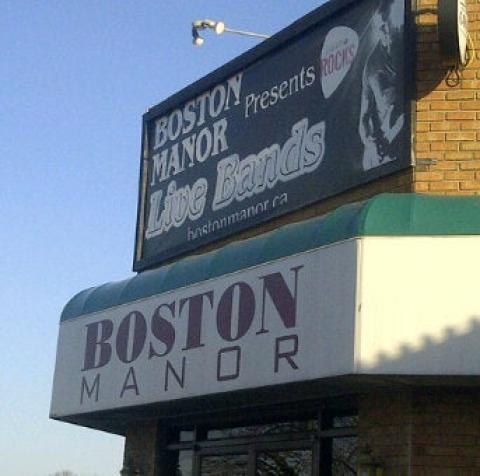 BOSTON
MANOR
Presents
ROCKS
Live Bands
bostonmanor.ca
BOSTON
MANOR